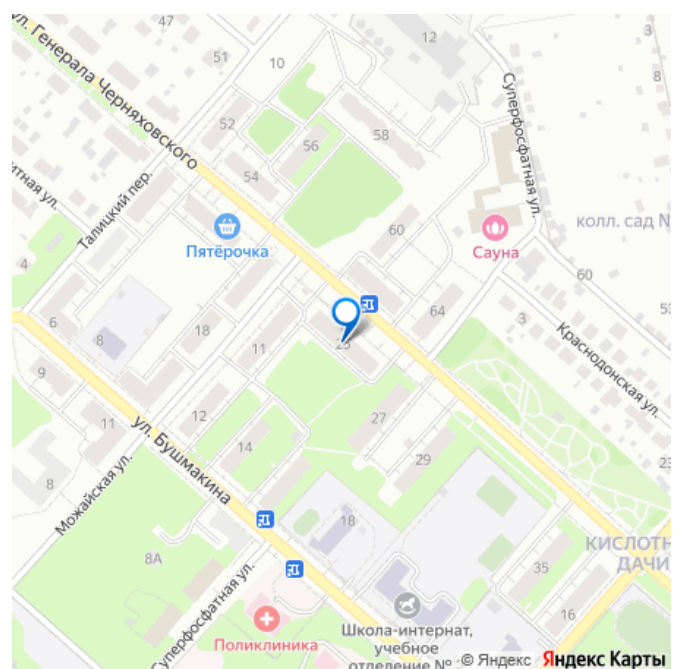 47
51
10
12
3
8
ул. Генерала Черняховского
Суперфосфатная ул.
52
56
58
54
Талицкий пер.
Пятёрочка
60
Сауна
колл. сад N
4
60
6
8
18
11
64
3
53
Краснодонская ул.
9
11
12
14
27
29
23
ул. Бушмакина
Можайская ул.
8
8А
18
КИСЛОТН
ДАЧИ
35
16
Суперфосфатная ул.
Поликлиника
Школа-интернат,
учебное
отделение №
© Яндекс Яндекс Карты